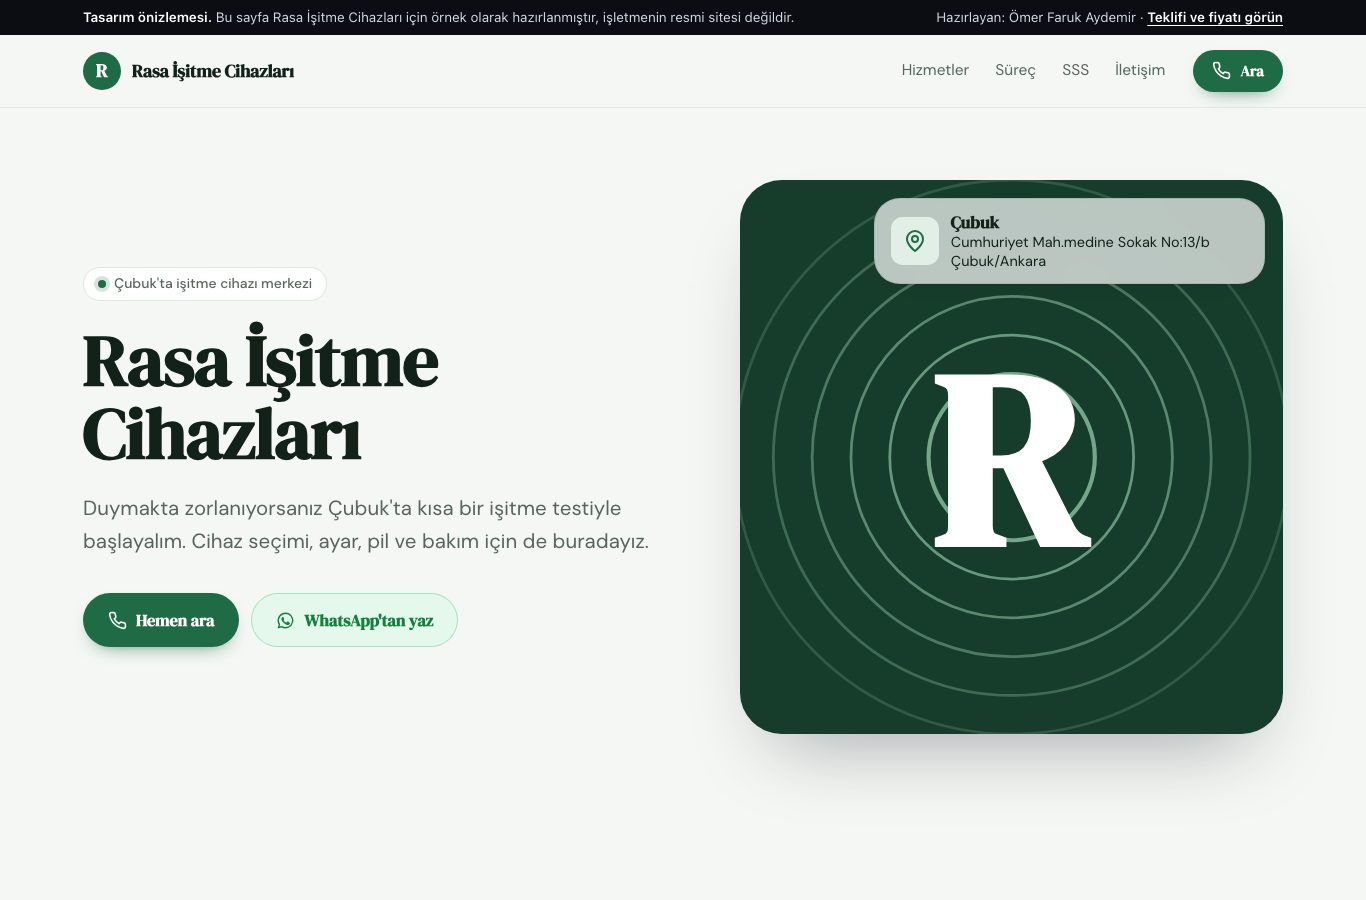 Tasarım önizlemesi. Bu sayfa Rasa İşitme Cihazları için örnek olarak hazırlanmıştır, işletmenin resmi sitesi değildir.
Hazırlayan: Ömer Faruk Aydemir · Teklifi ve fiyatı görün
R
Rasa İşitme Cihazları
Hizmetler
Süreç
SSS
İletişim
Ara
Çubuk'ta işitme cihazı merkezi
Rasa İşitme
Cihazları
Duymakta zorlanıyorsanız Çubuk'ta kısa bir işitme testiyle
başlayalım. Cihaz seçimi, ayar, pil ve bakım için de buradayız.
Hemen ara
WhatsApp'tan yaz
Çubuk
Cumhuriyet Mah.medine Sokak No:13/b
Çubuk/Ankara
R